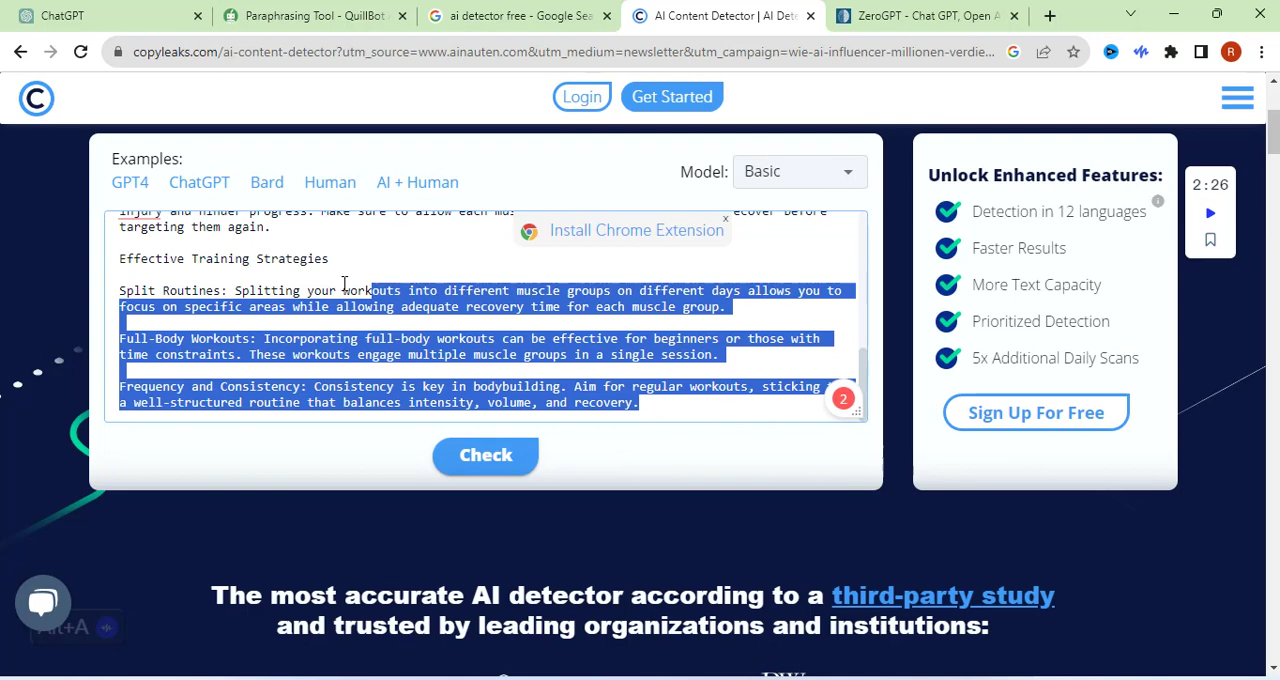 ChatGPT
Paraphrasing Tool - QuillBot
ai detector free - Google Sea
AI Content Detector | AI Dete
ZeroGPT - Chat GPT, Open A
copyleaks.com/ai-content-detector?utm_source=www.ainauten.com&utm_medium=newsletter&utm_campaign=wie-ai-influencer-millionen-verdie...
R
C
Login
Get Started
Examples:
GPT4
ChatGPT
Bard
Human
AI + Human
Model:
Basic
injury and hinder progress. Make sure to allow each mus
ecover before
targeting them again.
x
Install Chrome Extension
Effective Training Strategies
Split Routines: Splitting your workouts into different muscle groups on different days allows you to
focus on specific areas while allowing adequate recovery time for each muscle group.
Full-Body Workouts: Incorporating full-body workouts can be effective for beginners or those with
time constraints. These workouts engage multiple muscle groups in a single session.
Frequency and Consistency: Consistency is key in bodybuilding. Aim for regular workouts, sticking
a well-structured routine that balances intensity, volume, and recovery.
2
Check
Unlock Enhanced Features:
Detection in 12 languages
Faster Results
More Text Capacity
Prioritized Detection
5x Additional Daily Scans
Sign Up For Free
2:26
The most accurate AI detector according to a third-party study
and trusted by leading organizations and institutions:
Alt+A